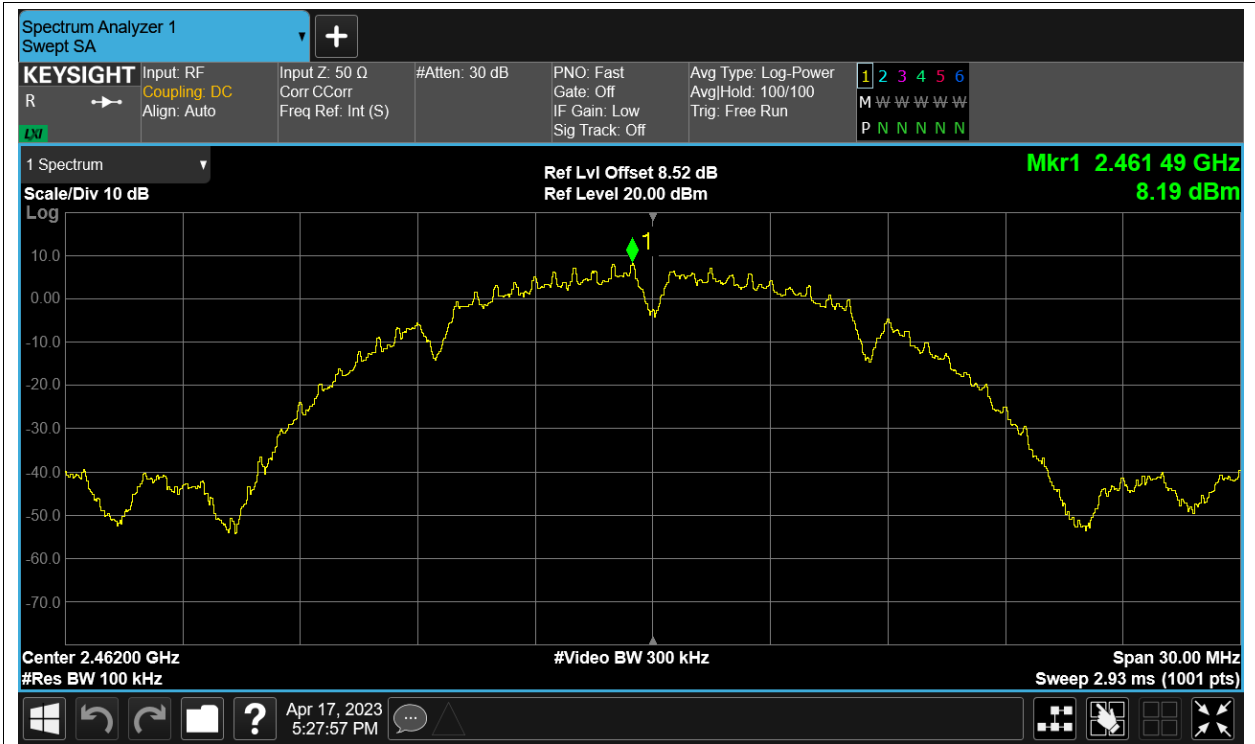 Spectrum Analyzer 1
Swept SA
KEYSIGHT
R
LXI
Input: RF
Coupling: DC
Align: Auto
Input Z: 50 Ω
Corr CCorr
Freq Ref: Int (S)
#Atten: 30 dB
PNO: Fast
Gate: Off
IF Gain: Low
Sig Track: Off
Avg Type: Log-Power
Avg|Hold: 100/100
Trig: Free Run
1 2 3 4 5 6
M W W W W W
P N N N N N
1 Spectrum
Scale/Div 10 dB
Log
Ref Lvl Offset 8.52 dB
Ref Level 20.00 dBm
Mkr1 2.461 49 GHz
8.19 dBm
1
10.0
0.00
-10.0
-20.0
-30.0
-40.0
-50.0
-60.0
-70.0
Center 2.46200 GHz
#Res BW 100 kHz
#Video BW 300 kHz
Span 30.00 MHz
Sweep 2.93 ms (1001 pts)
?
Apr 17, 2023
5:27:57 PM